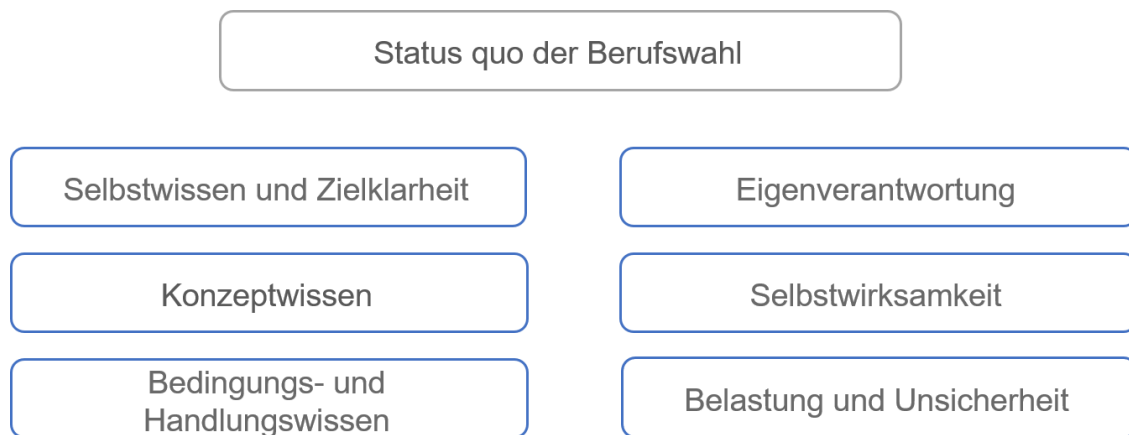 Status quo der Berufswahl
Selbstwissen und Zielklarheit
Eigenverantwortung
Konzeptwissen
Selbstwirksamkeit
Bedingungs- und
Handlungswissen
Belastung und Unsicherheit